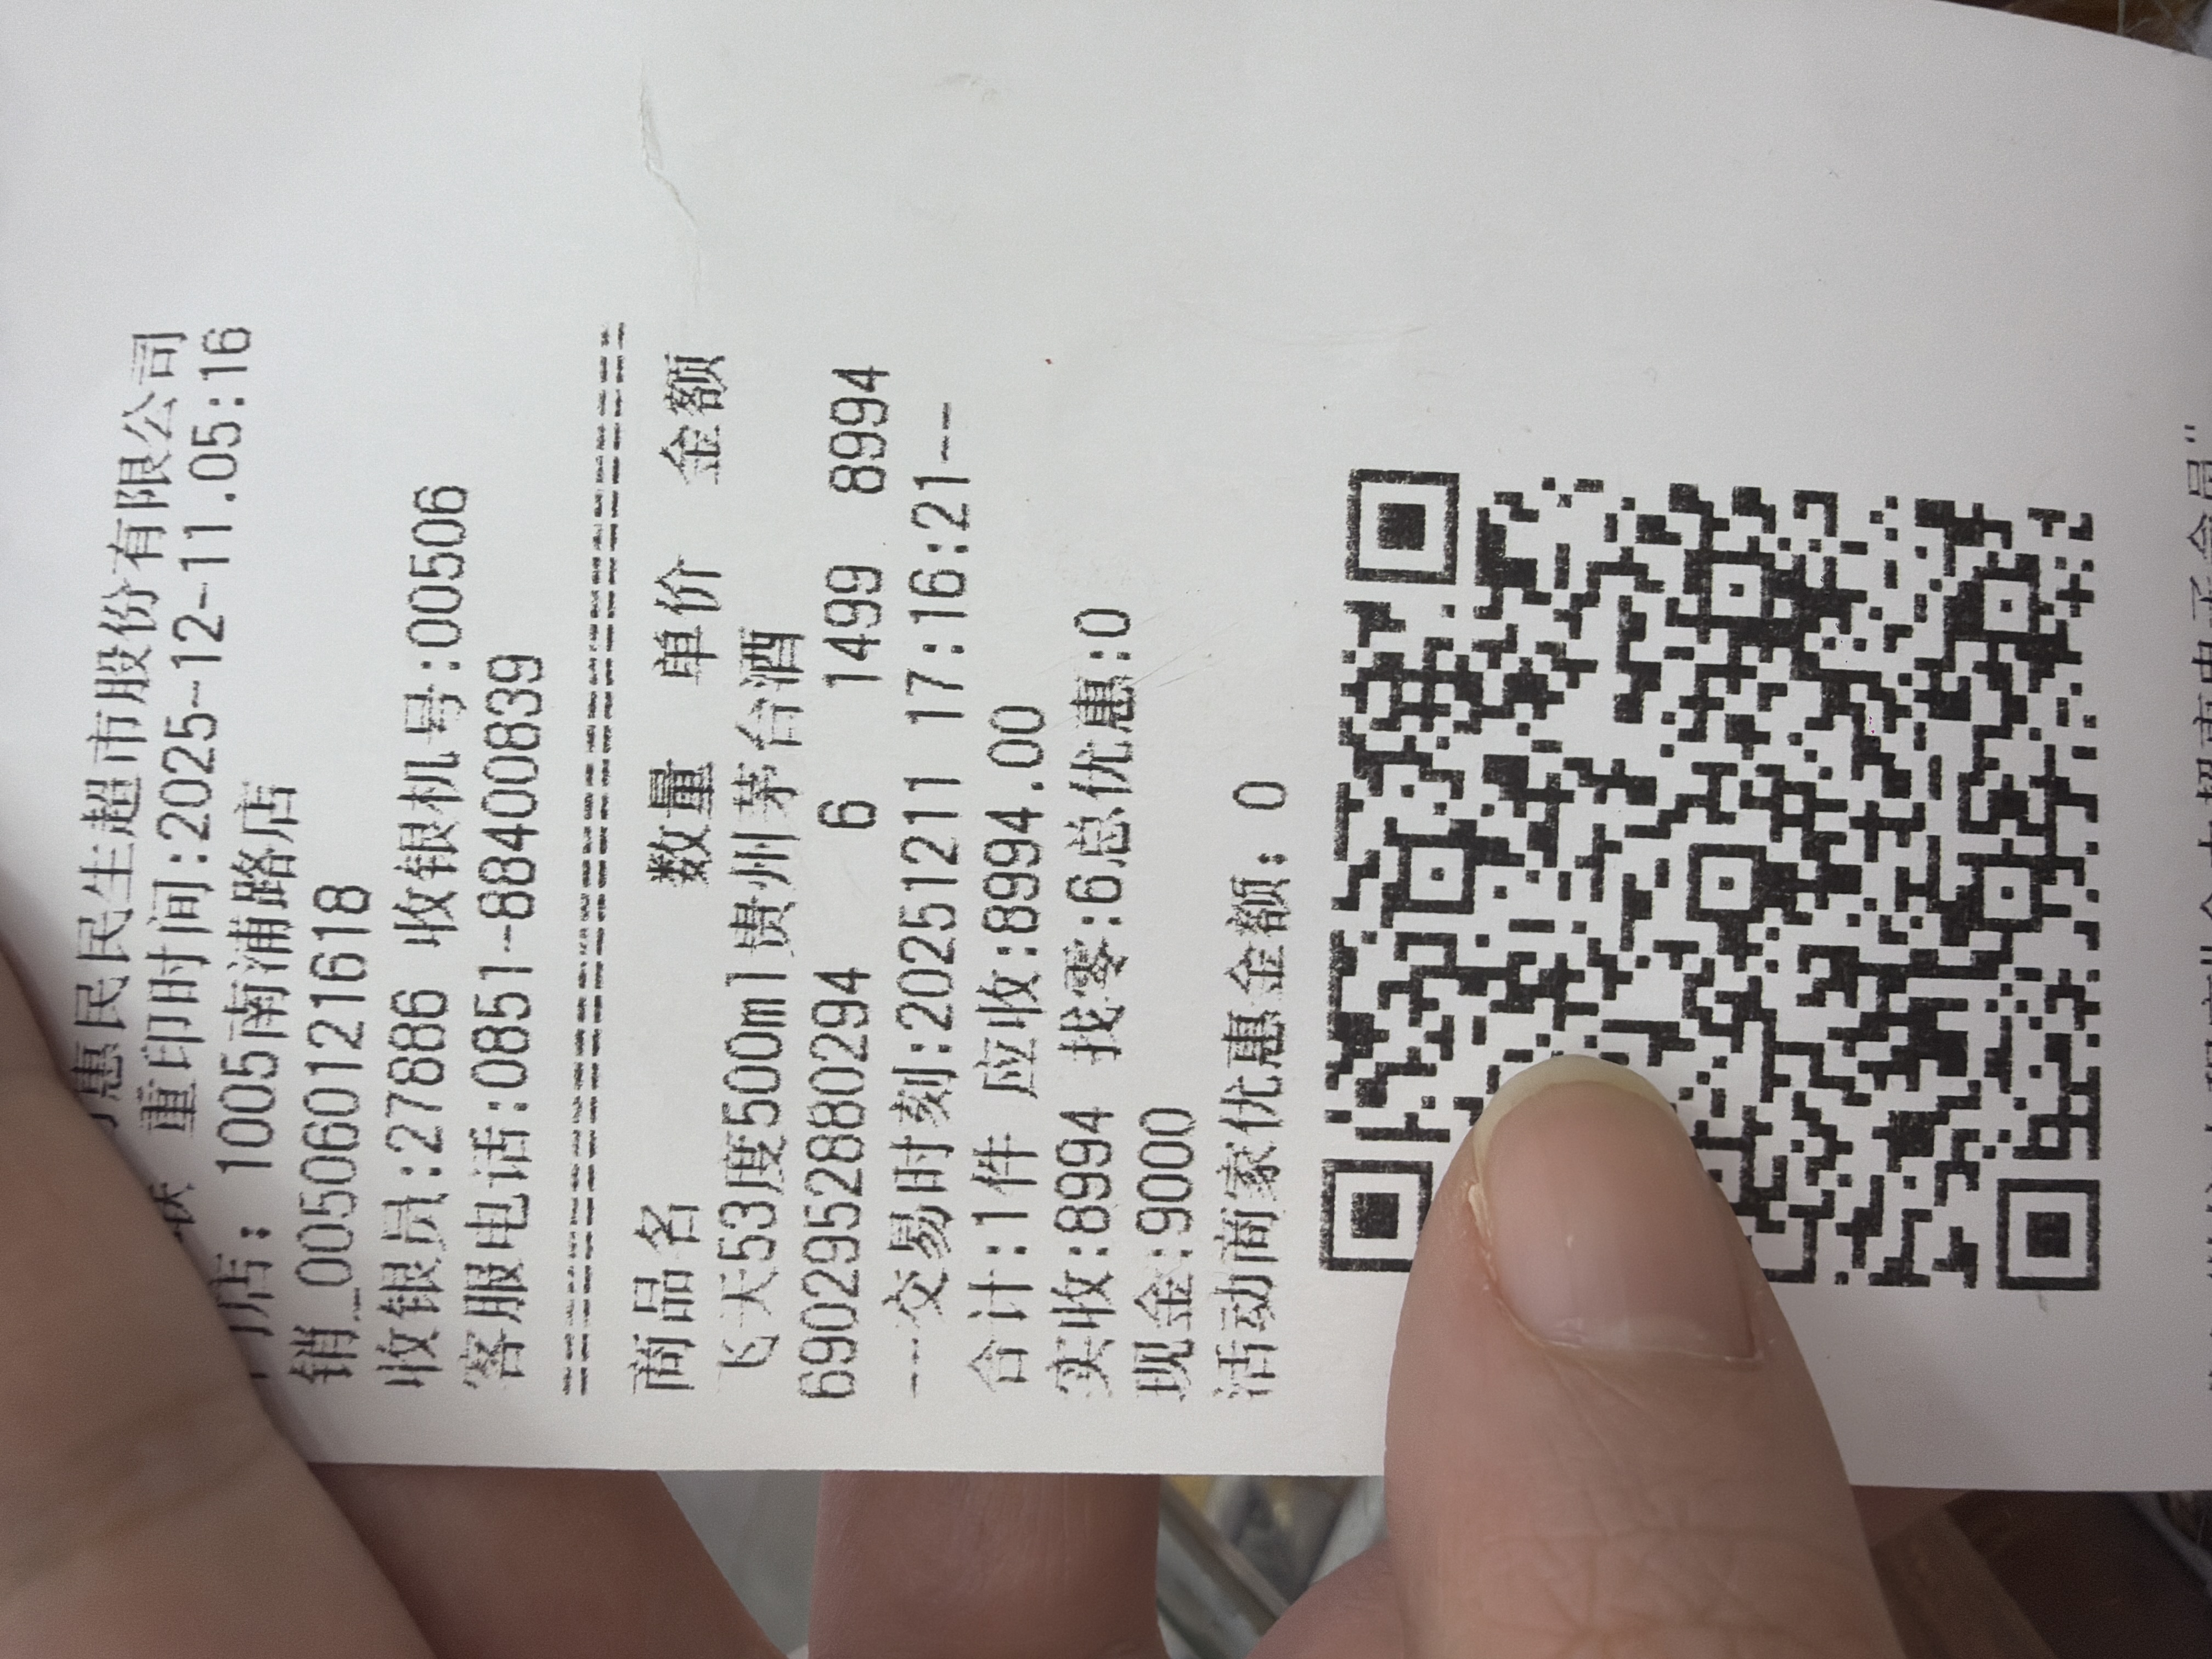 惠民民生超市股份有限公司
联 重印时间:2025-12-11.05:16
门店: 1005南浦路店
销_005060121618
收银员:27886 收银机号:00506
客服电话:0851-88400839
商品名 数量 单价 金额
飞天53度500ml贵州茅台酒
6902952880294 6 1499 8994
--交易时刻:20251211 17:16:21--
合计:1件 应收:8994.00
实收:8994 找零:6总优惠:0
现金:9000
活动商家优惠金额: 0